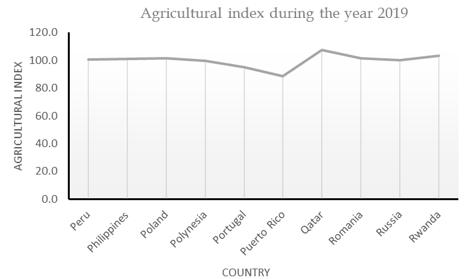 Agricultural index during the year 2019
120.0
100.0
80.0
60.0
40.0
20.0
0.0
AGRICULTURAL INDEX
Peru
Philippines
Poland
Polynesia
Portugal
Puerto Rico
Qatar
Romania
Russia
Rwanda
COUNTRY